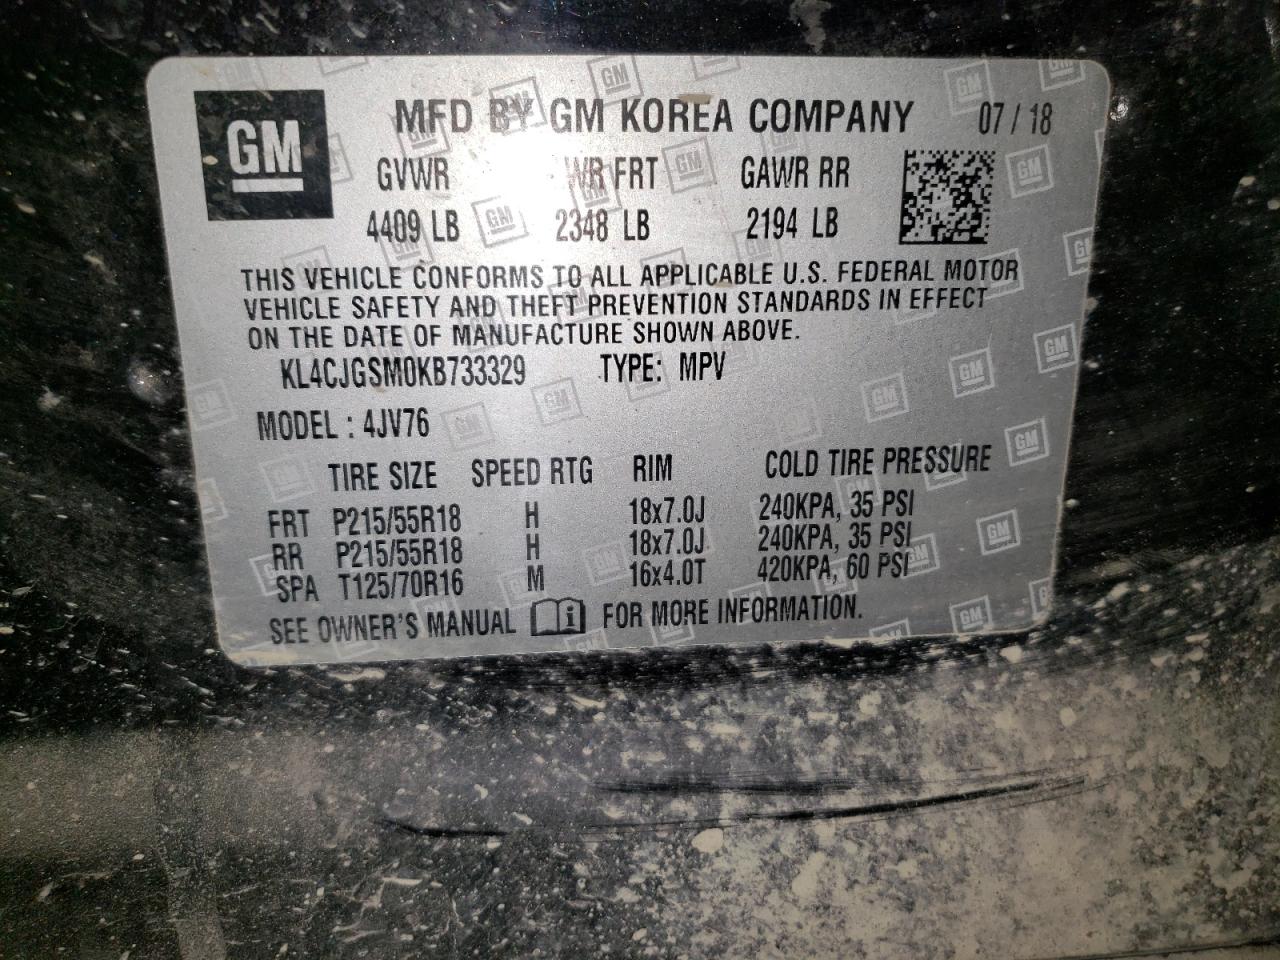 GM
MFD BY GM KOREA COMPANY 07 / 18
GVWR WR FRT GAWR RR
4409 LB 2348 LB 2194 LB
THIS VEHICLE CONFORMS TO ALL APPLICABLE U.S. FEDERAL MOTOR
VEHICLE SAFETY AND THEFT PREVENTION STANDARDS IN EFFECT
ON THE DATE OF MANUFACTURE SHOWN ABOVE.
KL4CJGSM0KB733329 TYPE: MPV
MODEL : 4JV76
TIRE SIZE SPEED RTG RIM COLD TIRE PRESSURE
FRT P215/55R18 H 18x7.0J 240KPA, 35 PSI
RR P215/55R18 H 18x7.0J 240KPA, 35 PSI
SPA T125/70R16 M 16x4.0T 420KPA, 60 PSI
SEE OWNER'S MANUAL i FOR MORE INFORMATION.